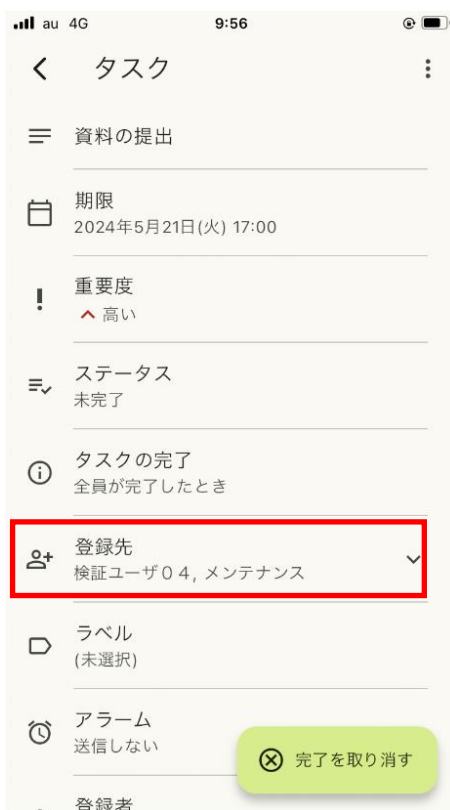 au 4G 9:56
タスク
資料の提出
期限
2024年5月21日(火) 17:00
重要度
高い
ステータス
未完了
タスクの完了
全員が完了したとき
登録先
検証ユーザ04, メンテナンス
ラベル
(未選択)
アラーム
送信しない
完了を取り消す
登録者